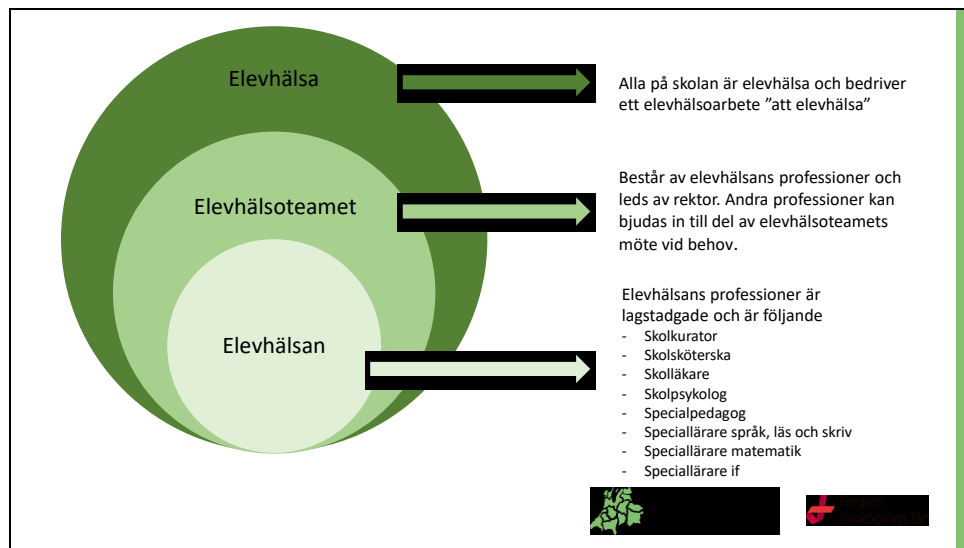 Elevhälsa
Alla på skolan är elevhälsa och bedriver
ett elevhälsoarbete ”att elevhälsa”
Elevhälsoteamet
Består av elevhälsans professioner och
leds av rektor. Andra professioner kan
bjudas in till del av elevhälsoteamets
möte vid behov.
Elevhälsan
Elevhälsans professioner är
lagstadgade och är följande
- Skolkurator
- Skolsköterska
- Skolläkare
- Skolpsykolog
- Specialpedagog
- Speciallärare språk, läs och skriv
- Speciallärare matematik
- Speciallärare if
Region
Jönköpings län